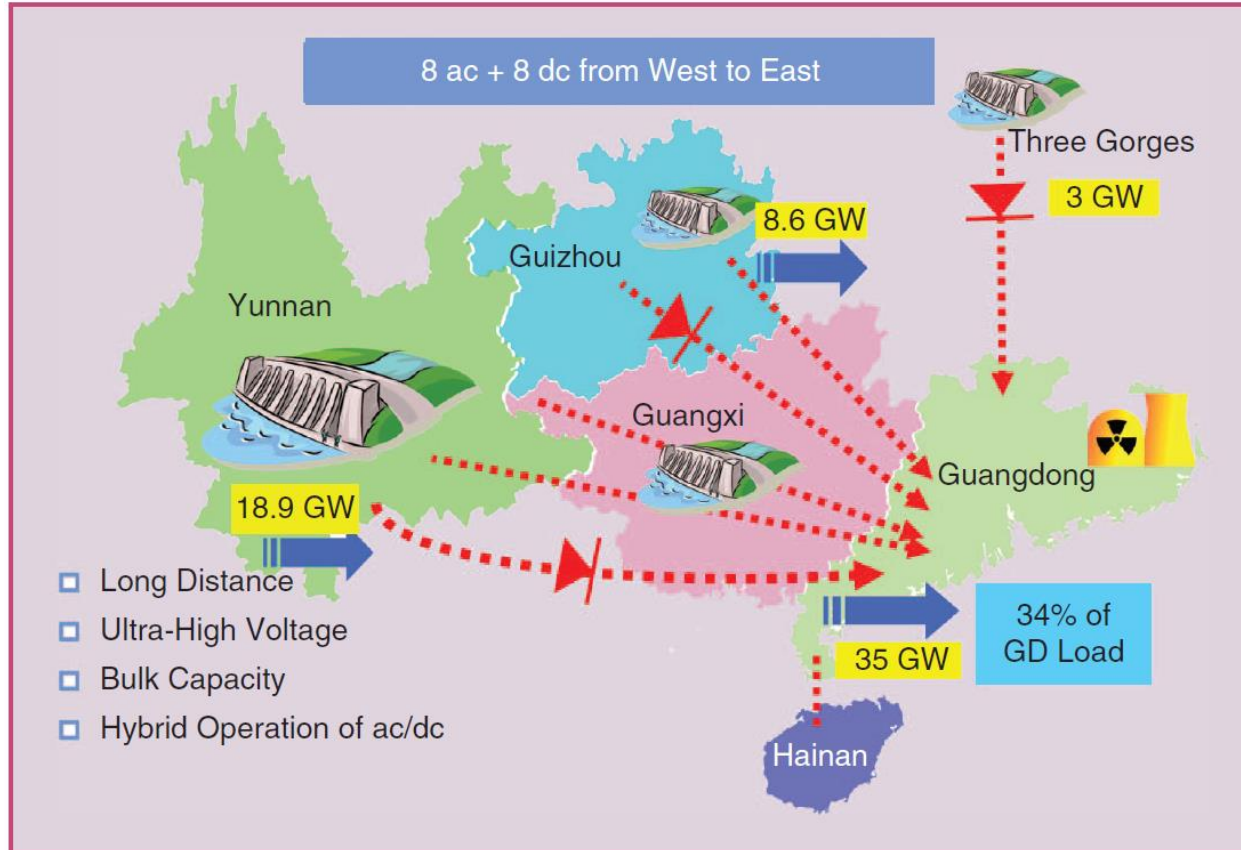 8 ac + 8 dc from West to East
Three Gorges
3 GW
8.6 GW
Guizhou
Yunnan
Guangxi
Guangdong
18.9 GW
Long Distance
Ultra-High Voltage
Bulk Capacity
Hybrid Operation of ac/dc
34% of
GD Load
35 GW
Hainan